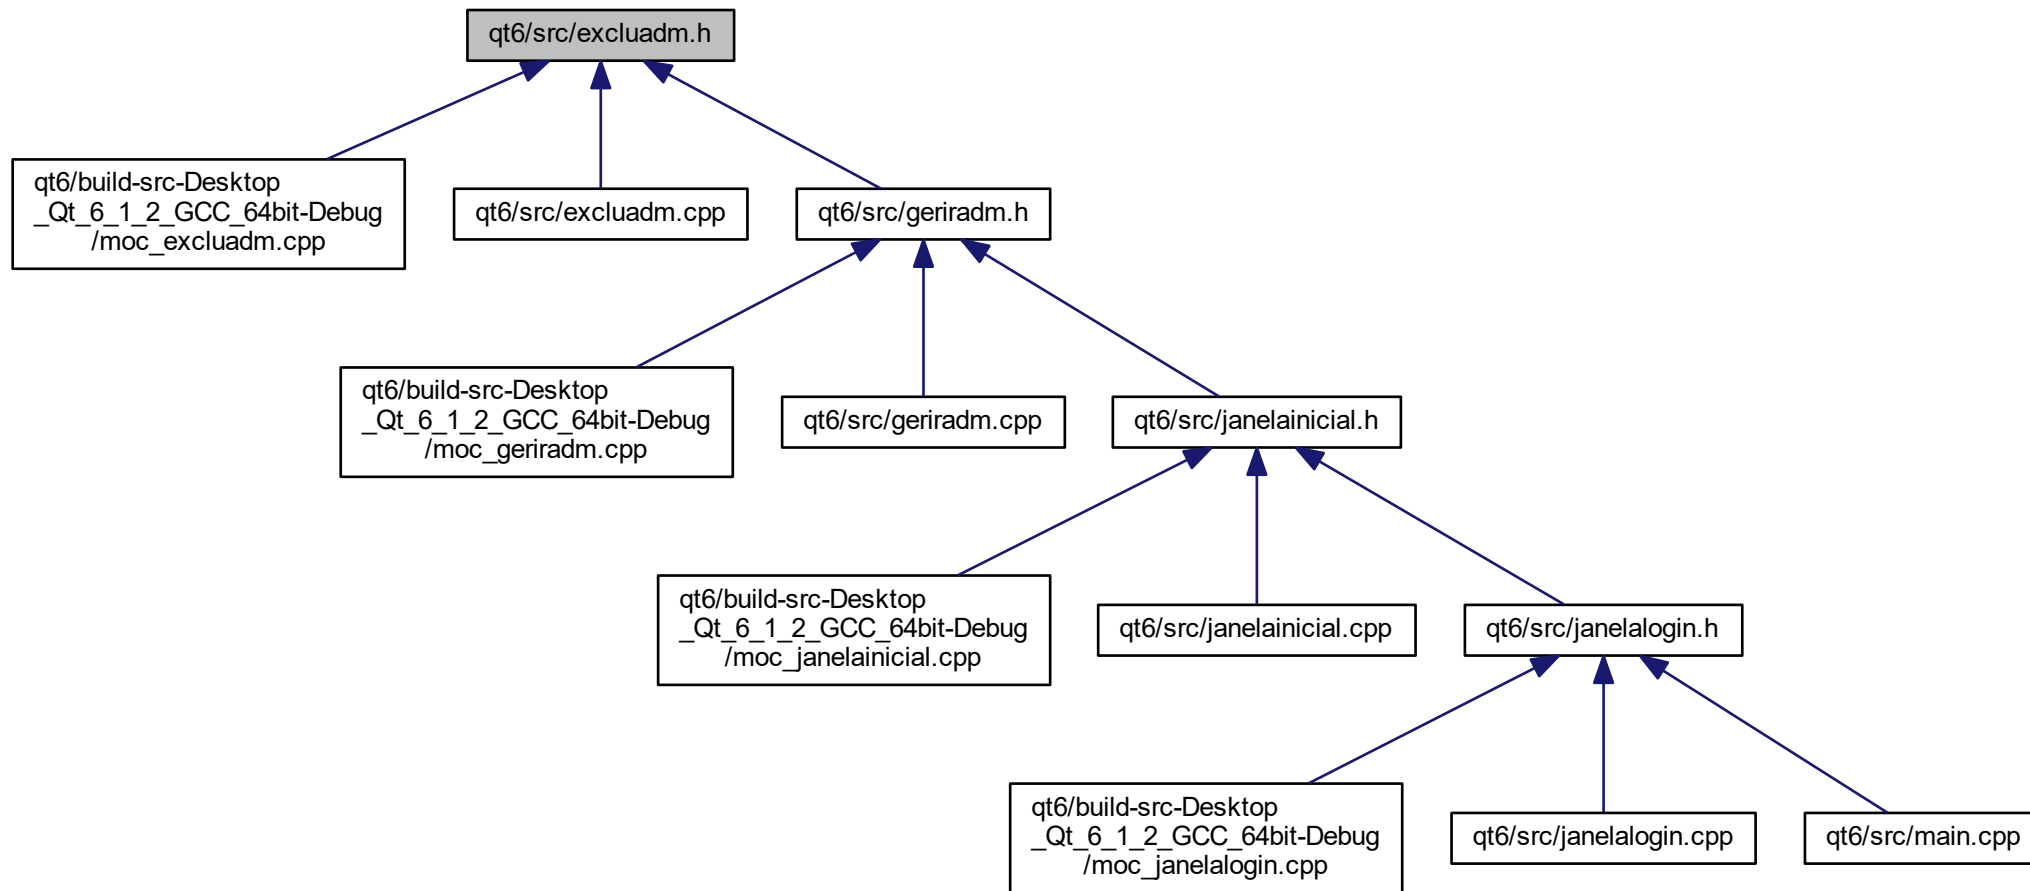 qt6/src/excluadm.h
qt6/build-src-Desktop
_Qt_6_1_2_GCC_64bit-Debug
/moc_excluadm.cpp
qt6/src/excluadm.cpp
qt6/src/geriradm.h
qt6/build-src-Desktop
_Qt_6_1_2_GCC_64bit-Debug
/moc_geriradm.cpp
qt6/src/geriradm.cpp
qt6/src/janelainicial.h
qt6/build-src-Desktop
_Qt_6_1_2_GCC_64bit-Debug
/moc_janelainicial.cpp
qt6/src/janelainicial.cpp
qt6/src/janelalogin.h
qt6/build-src-Desktop
_Qt_6_1_2_GCC_64bit-Debug
/moc_janelalogin.cpp
qt6/src/janelalogin.cpp
qt6/src/main.cpp